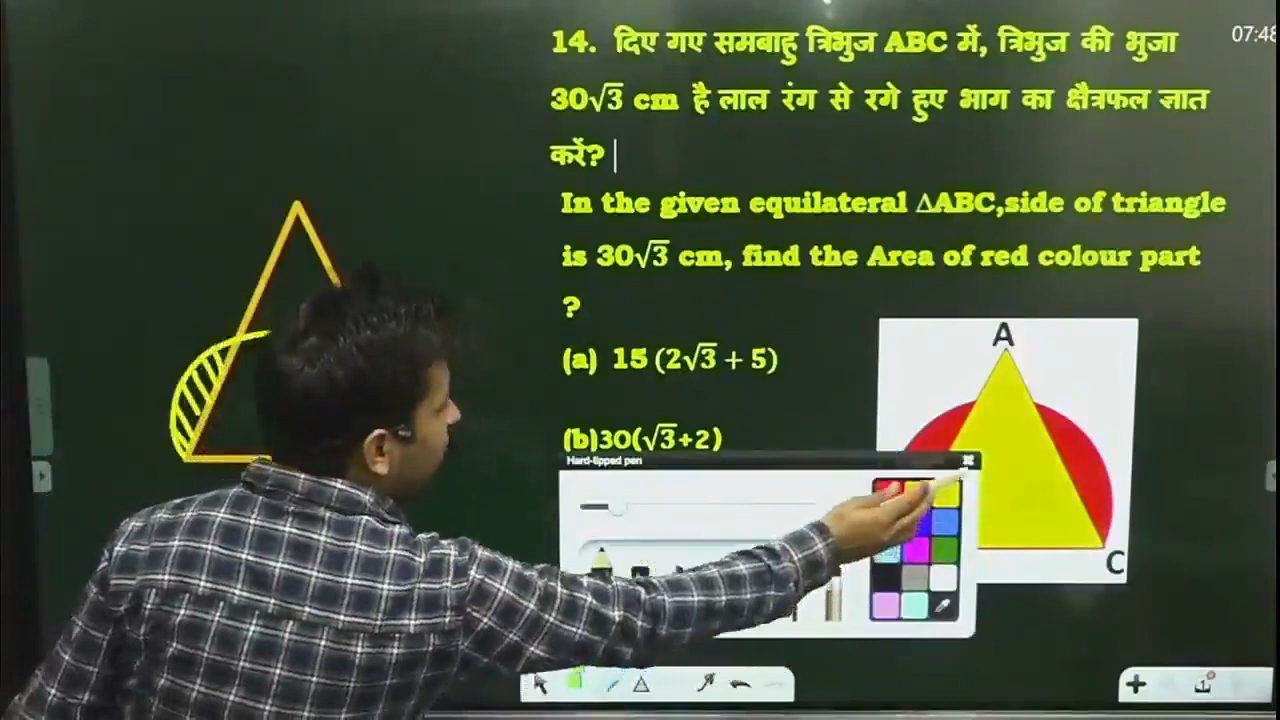 14. दिए गए समबाहु त्रिभुज ABC में, त्रिभुज की भुजा
07:48
30√3 cm है लाल रंग से रगे हुए भाग का क्षैत्रफल ज्ञात
करें?
In the given equilateral ∆ABC,side of triangle
is 30√3 cm, find the Area of red colour part
?
(a) 15 (2√3 + 5)
A
(b)30(√3+2)
Hard-tipped pen
C